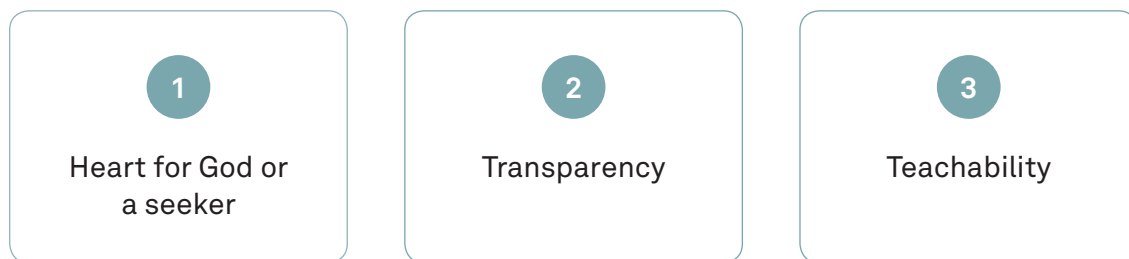 1
Heart for God or
a seeker
2
Transparency
3
Teachability